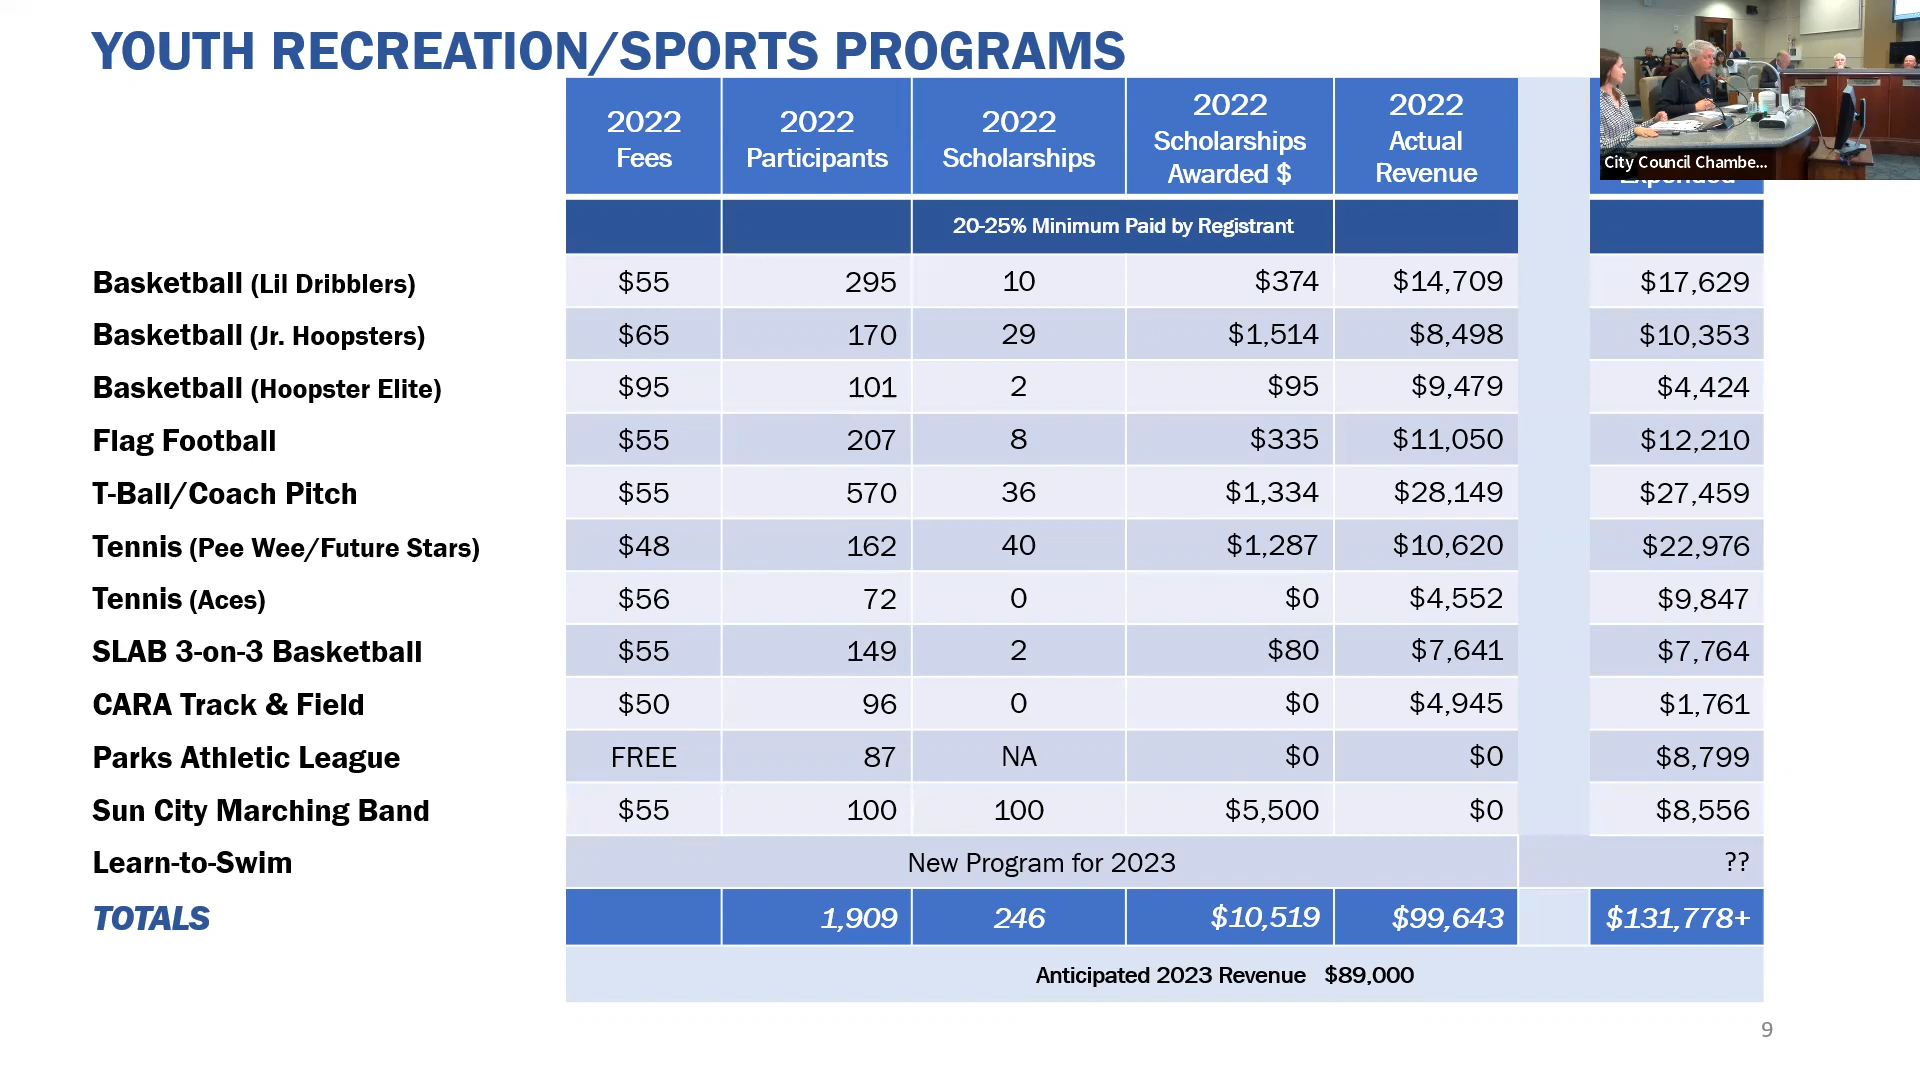 YOUTH RECREATION/SPORTS PROGRAMS
2022 Fees 2022 Participants 2022 Scholarships 2022 Scholarships Awarded $ 2022 Actual Revenue
City Council Chambe...
20-25% Minimum Paid by Registrant
Basketball (Lil Dribblers) $55 295 10 $374 $14,709 $17,629
Basketball (Jr. Hoopsters) $65 170 29 $1,514 $8,498 $10,353
Basketball (Hoopster Elite) $95 101 2 $95 $9,479 $4,424
Flag Football $55 207 8 $335 $11,050 $12,210
T-Ball/Coach Pitch $55 570 36 $1,334 $28,149 $27,459
Tennis (Pee Wee/Future Stars) $48 162 40 $1,287 $10,620 $22,976
Tennis (Aces) $56 72 0 $0 $4,552 $9,847
SLAB 3-on-3 Basketball $55 149 2 $80 $7,641 $7,764
CARA Track & Field $50 96 0 $0 $4,945 $1,761
Parks Athletic League FREE 87 NA $0 $0 $8,799
Sun City Marching Band $55 100 100 $5,500 $0 $8,556
Learn-to-Swim New Program for 2023 ??
TOTALS 1,909 246 $10,519 $99,643 $131,778+
Anticipated 2023 Revenue $89,000
9